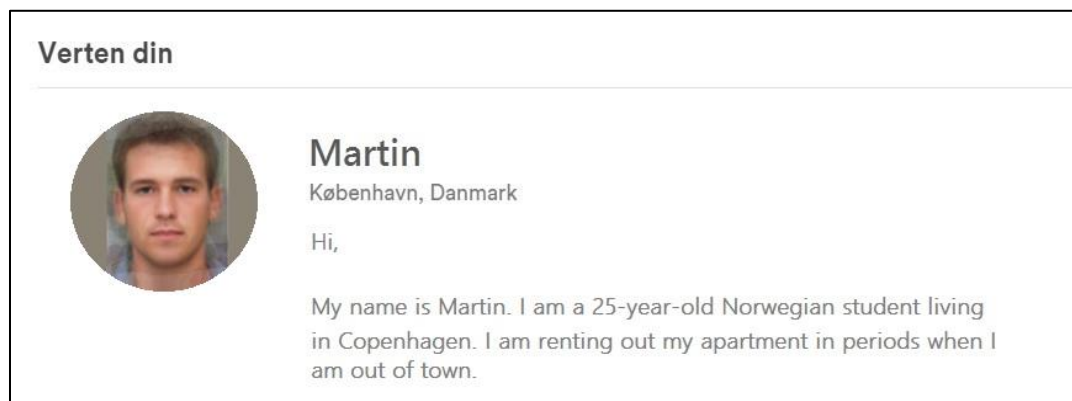 Verten din
Martin
København, Danmark
Hi,
My name is Martin. I am a 25-year-old Norwegian student living
in Copenhagen. I am renting out my apartment in periods when I
am out of town.